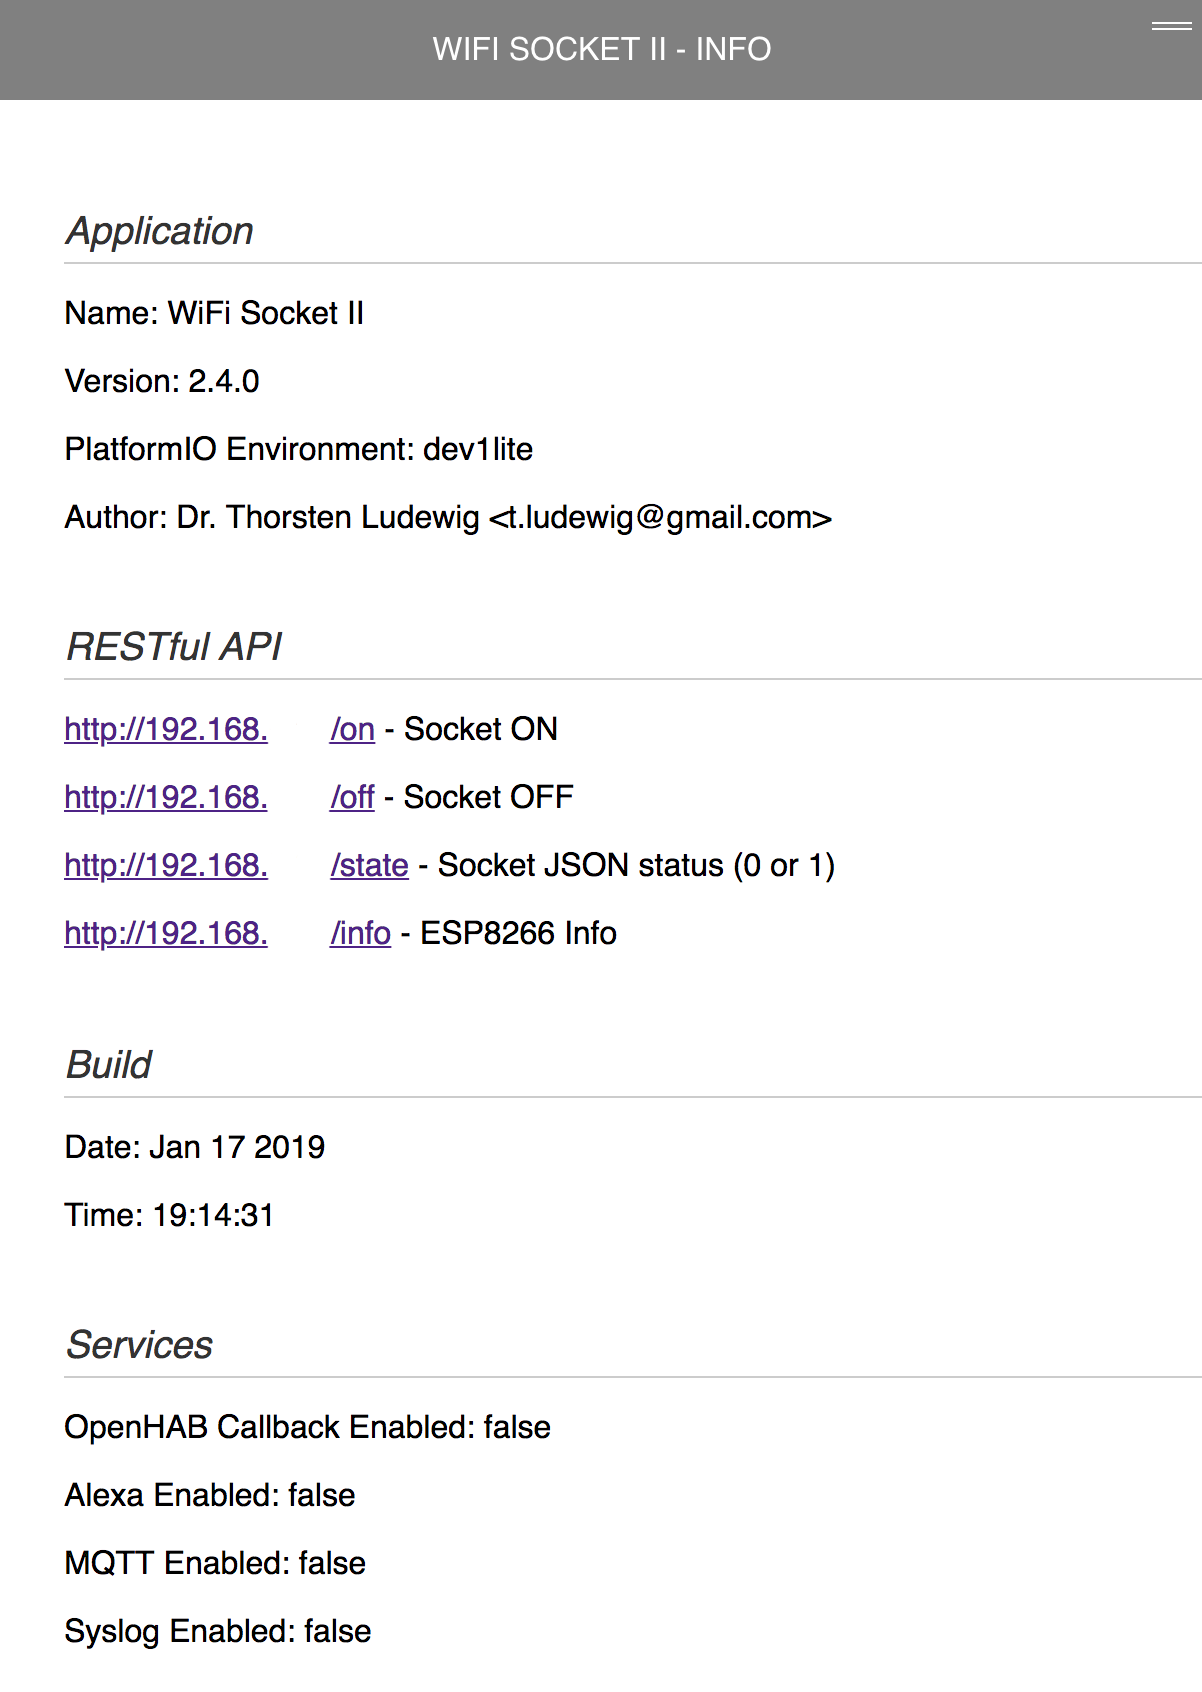 WIFI SOCKET II - INFO
Application
Name: WiFi Socket II
Version: 2.4.0
PlatformIO Environment: dev1lite
Author: Dr. Thorsten Ludewig <t.ludewig@gmail.com>
RESTful API
http://192.168. /on - Socket ON
http://192.168. /off - Socket OFF
http://192.168. /state - Socket JSON status (0 or 1)
http://192.168. /info - ESP8266 Info
Build
Date: Jan 17 2019
Time: 19:14:31
Services
OpenHAB Callback Enabled: false
Alexa Enabled: false
MQTT Enabled: false
Syslog Enabled: false